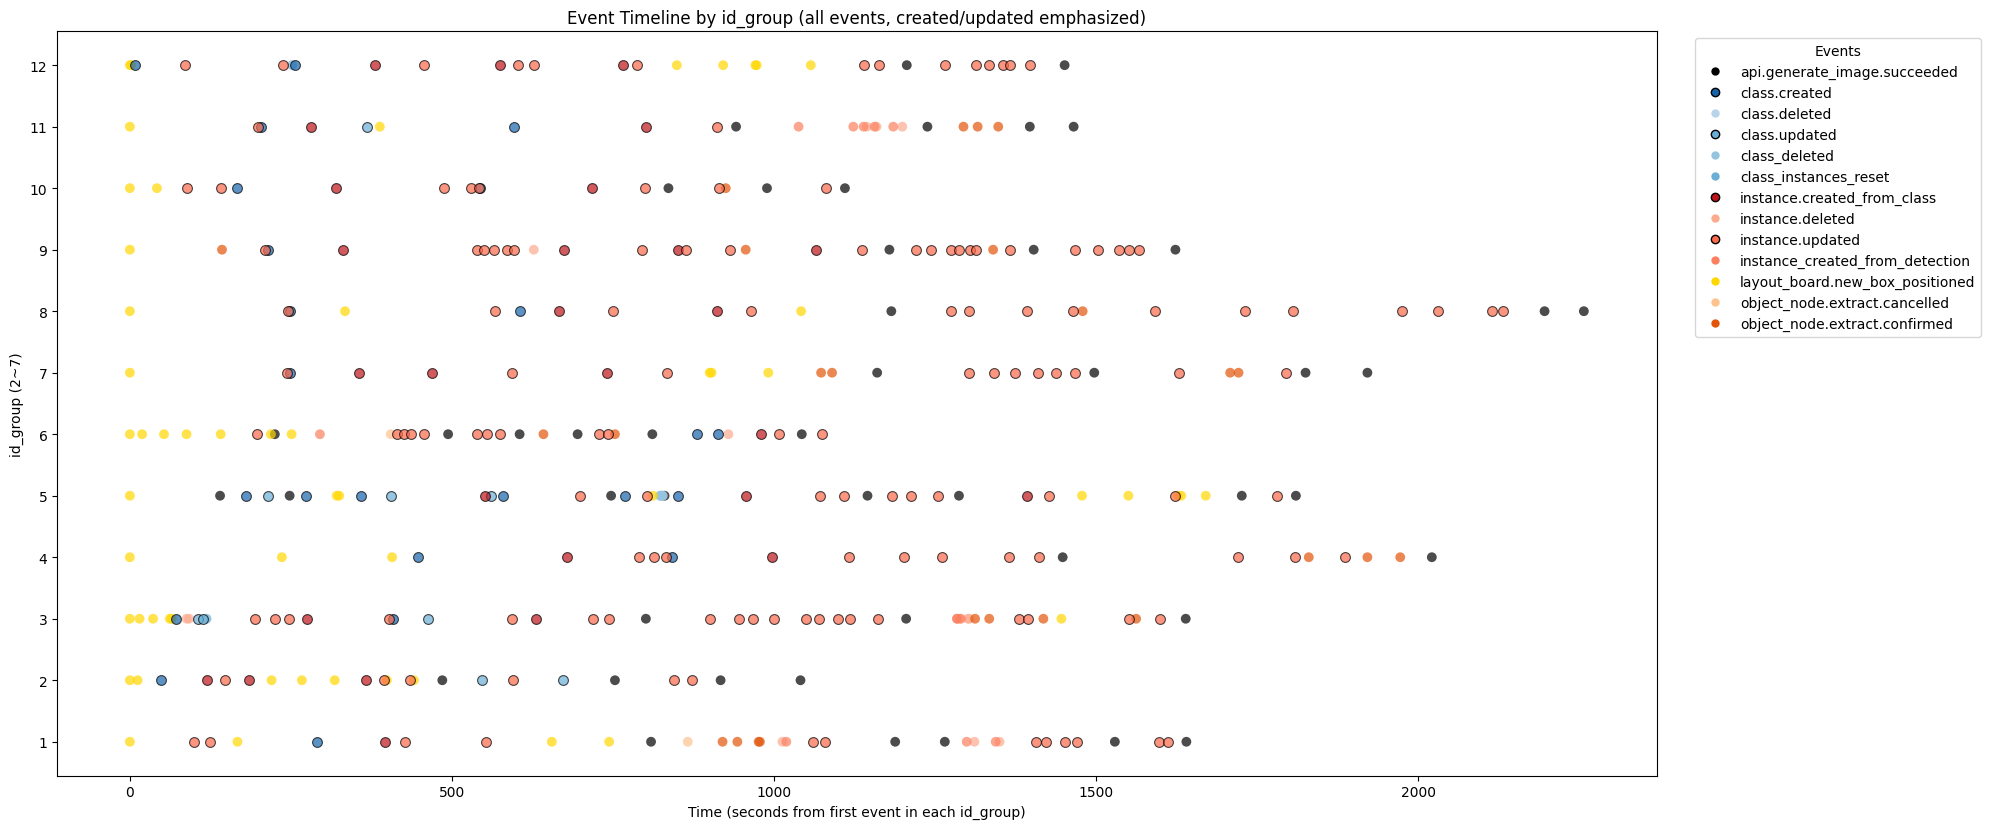 Event Timeline by id_group (all events, created/updated emphasized)
id_group (2~7)
12
11
10
9
8
7
6
5
4
3
2
1
0
500
1000
1500
2000
Time (seconds from first event in each id_group)
Events
api.generate_image.succeeded
class.created
class.deleted
class.updated
class_deleted
class_instances_reset
instance.created_from_class
instance.deleted
instance.updated
instance_created_from_detection
layout_board.new_box_positioned
object_node.extract.cancelled
object_node.extract.confirmed